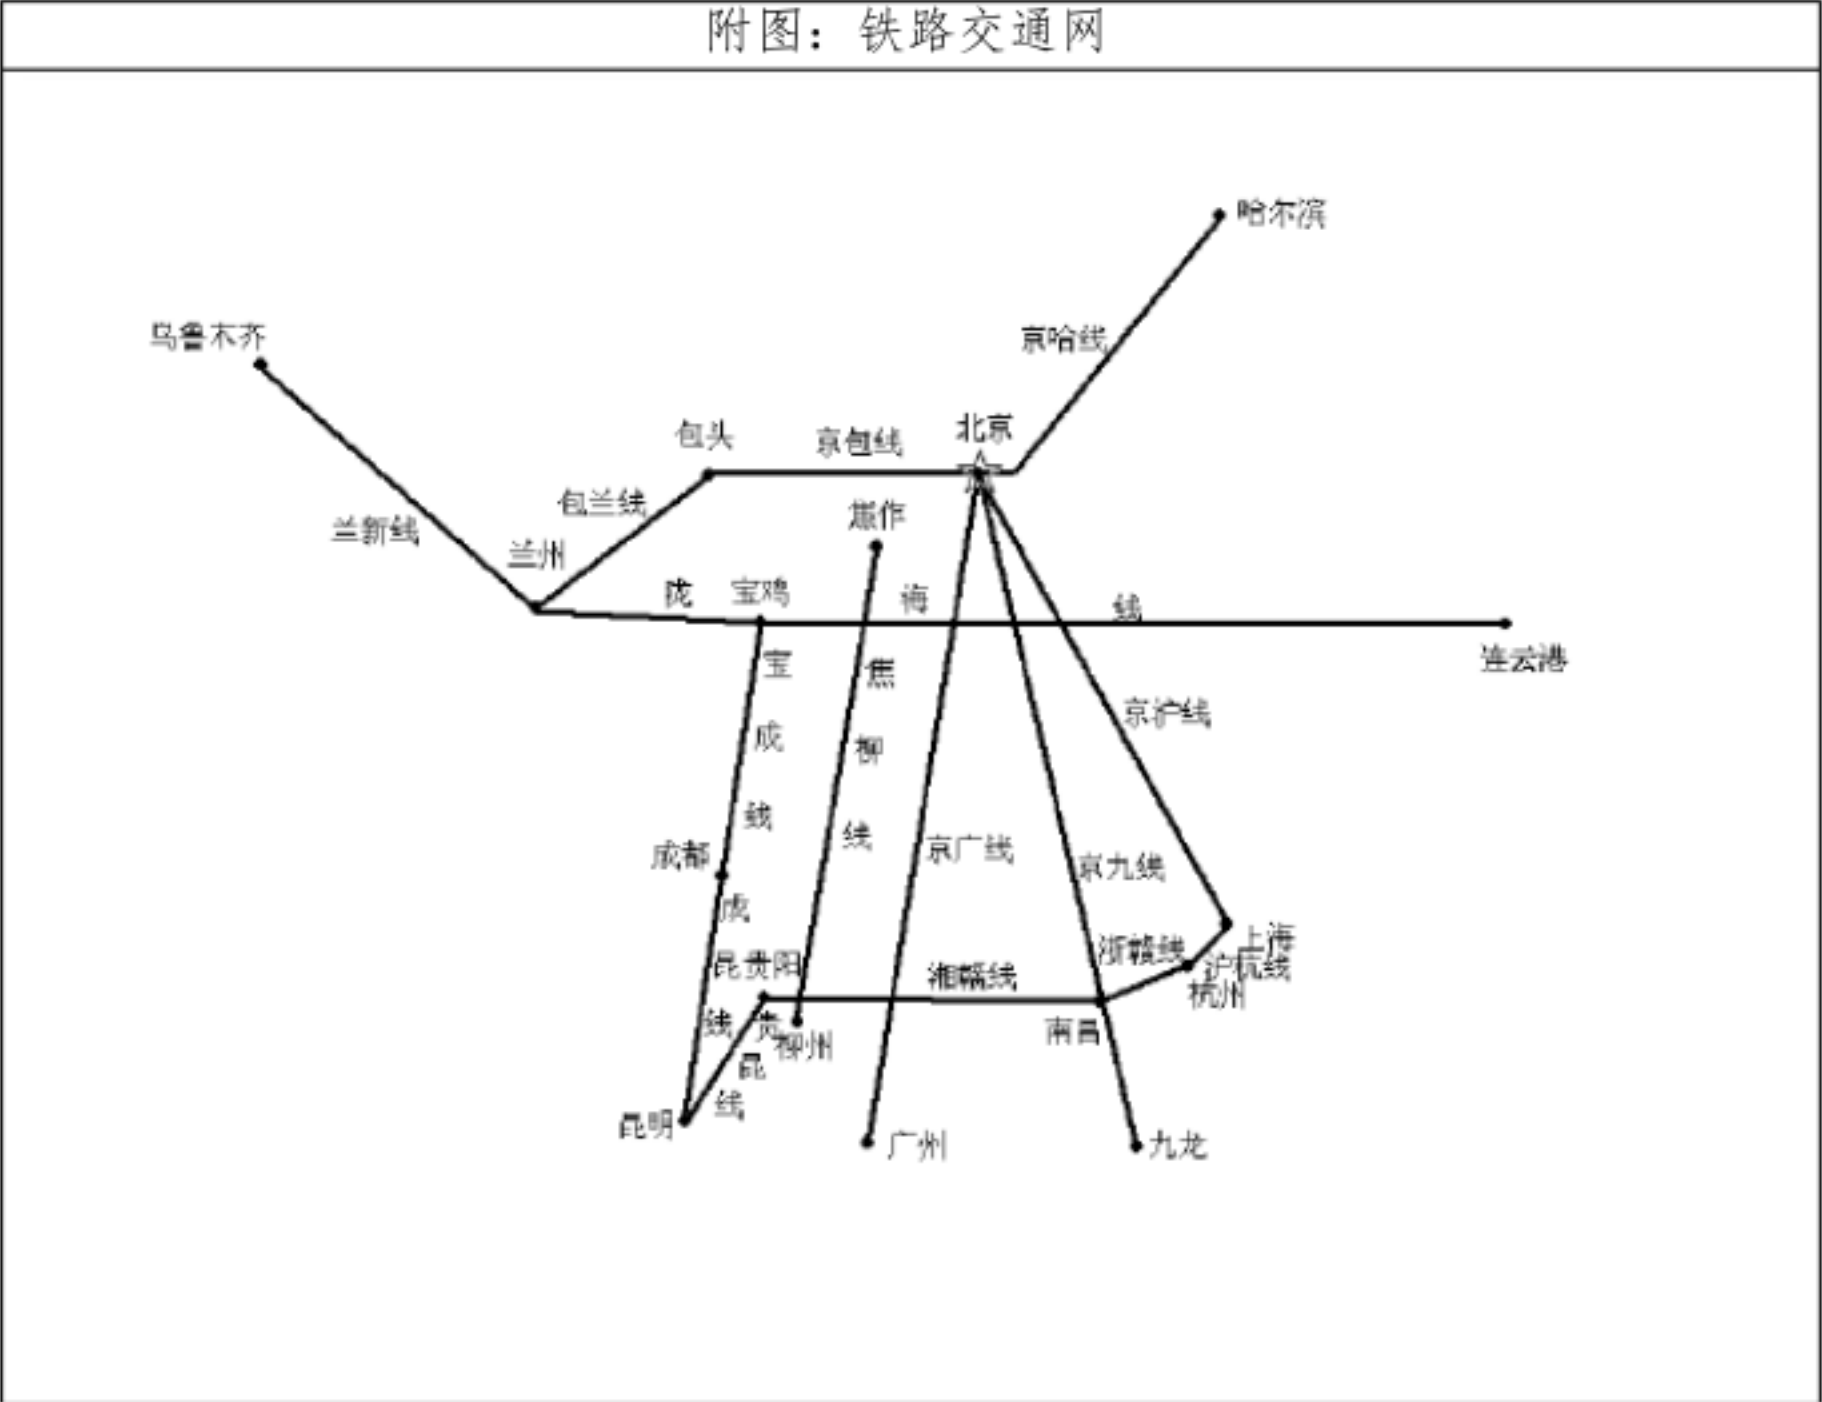 附图：铁路交通网
哈尔滨
乌鲁木齐
京哈线
北京
包头
京包线
包兰线
焦作
兰新线
兰州
陇
宝鸡
海
线
连云港
宝
成
线
焦
柳
线
京沪线
成都
京广线
京九线
成
昆
线
贵阳
湘赣线
浙赣线
上海
沪杭线
杭州
南昌
贵
昆
线
柳州
昆明
广州
九龙